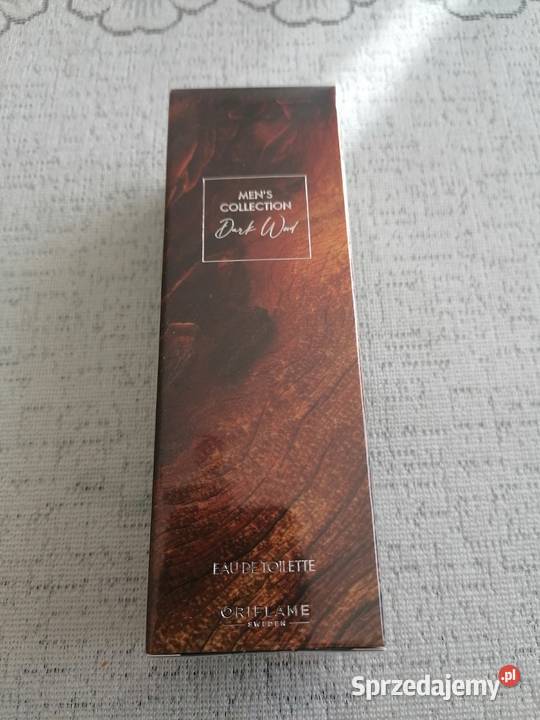 MEN'S
COLLECTION
Dark Wood
EAU DE TOILETTE
ORIFLAME
SWEDEN
Sprzedajemy.pl